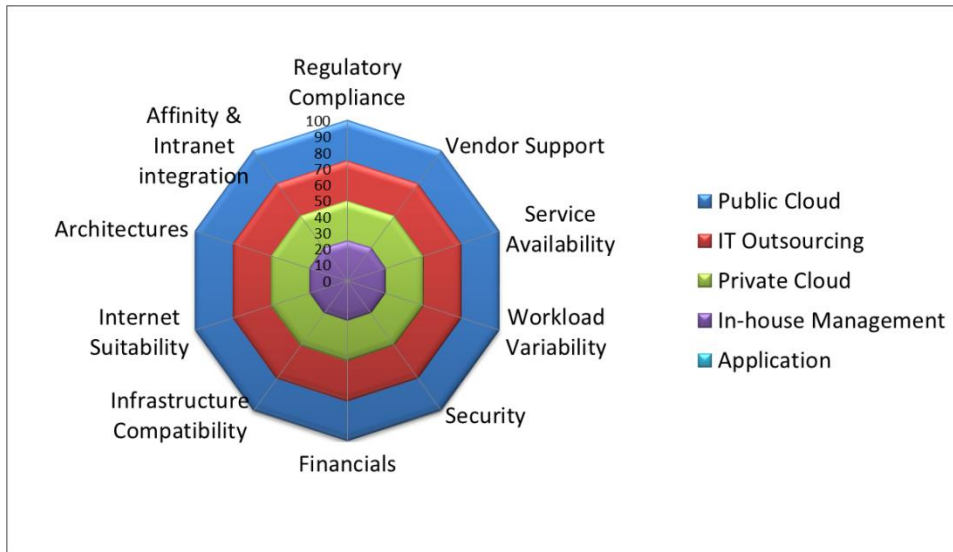 Regulatory
Compliance
Affinity &
Intranet
integration
Vendor Support
Architectures
Service
Availability
Internet
Suitability
Workload
Variability
Infrastructure
Compatibility
Security
Financials
100
90
80
70
60
50
40
30
20
10
0
Public Cloud
IT Outsourcing
Private Cloud
In-house Management
Application